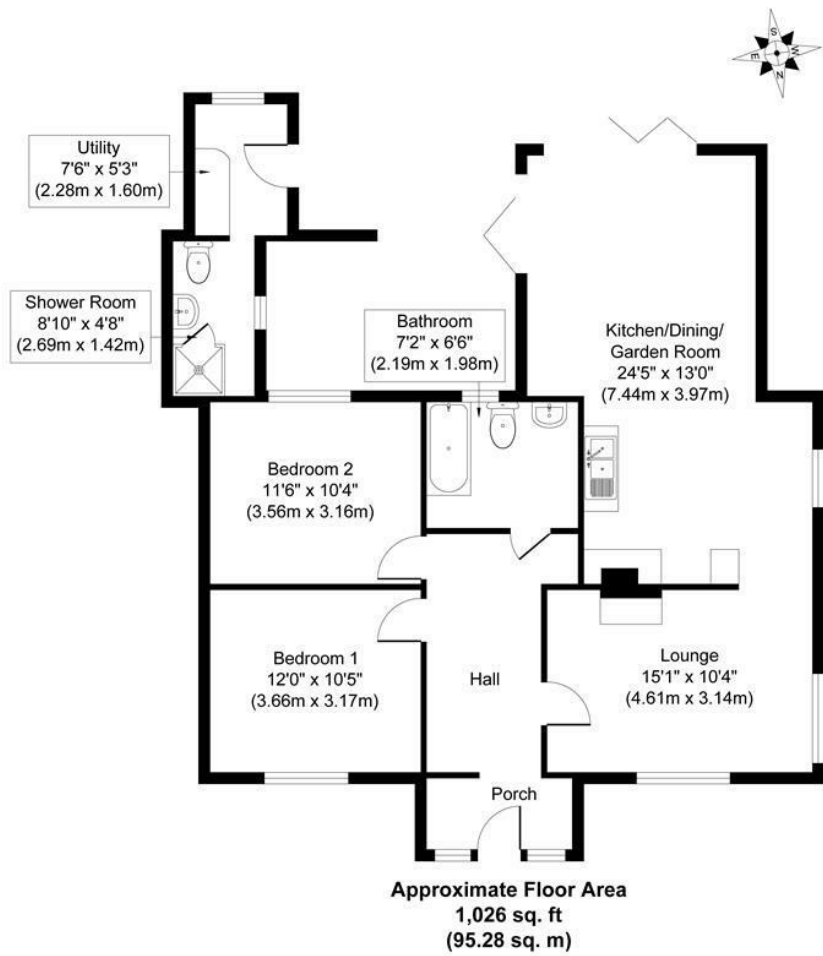 S
W
E
N
Utility
7'6" x 5'3"
(2.28m x 1.60m)
Shower Room
8'10" x 4'8"
(2.69m x 1.42m)
Bathroom
7'2" x 6'6"
(2.19m x 1.98m)
Kitchen/Dining/
Garden Room
24'5" x 13'0"
(7.44m x 3.97m)
Bedroom 2
11'6" x 10'4"
(3.56m x 3.16m)
Bedroom 1
12'0" x 10'5"
(3.66m x 3.17m)
Hall
Lounge
15'1" x 10'4"
(4.61m x 3.14m)
Porch
Approximate Floor Area
1,026 sq. ft
(95.28 sq. m)